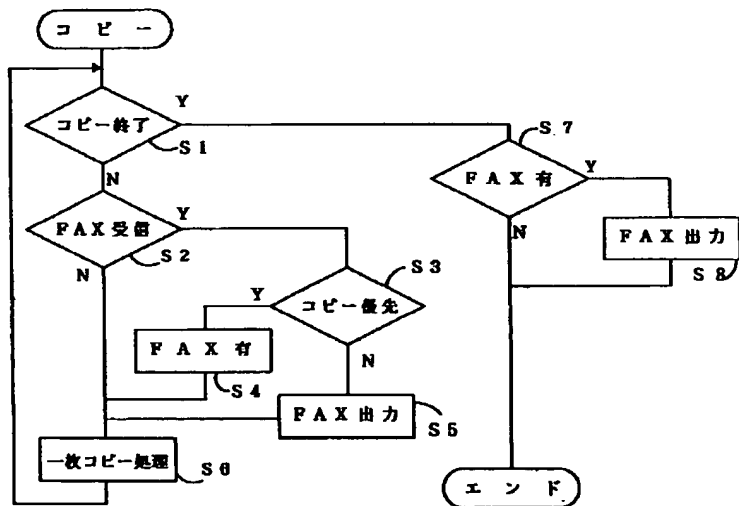 コピー
コピー終了
Y
S1
N
FAX受信
Y
S2
N
S3
コピー優先
Y
N
FAX有
S4
FAX出力
S5
一枚コピー処理
S6
S7
FAX有
Y
N
FAX出力
S8
エンド